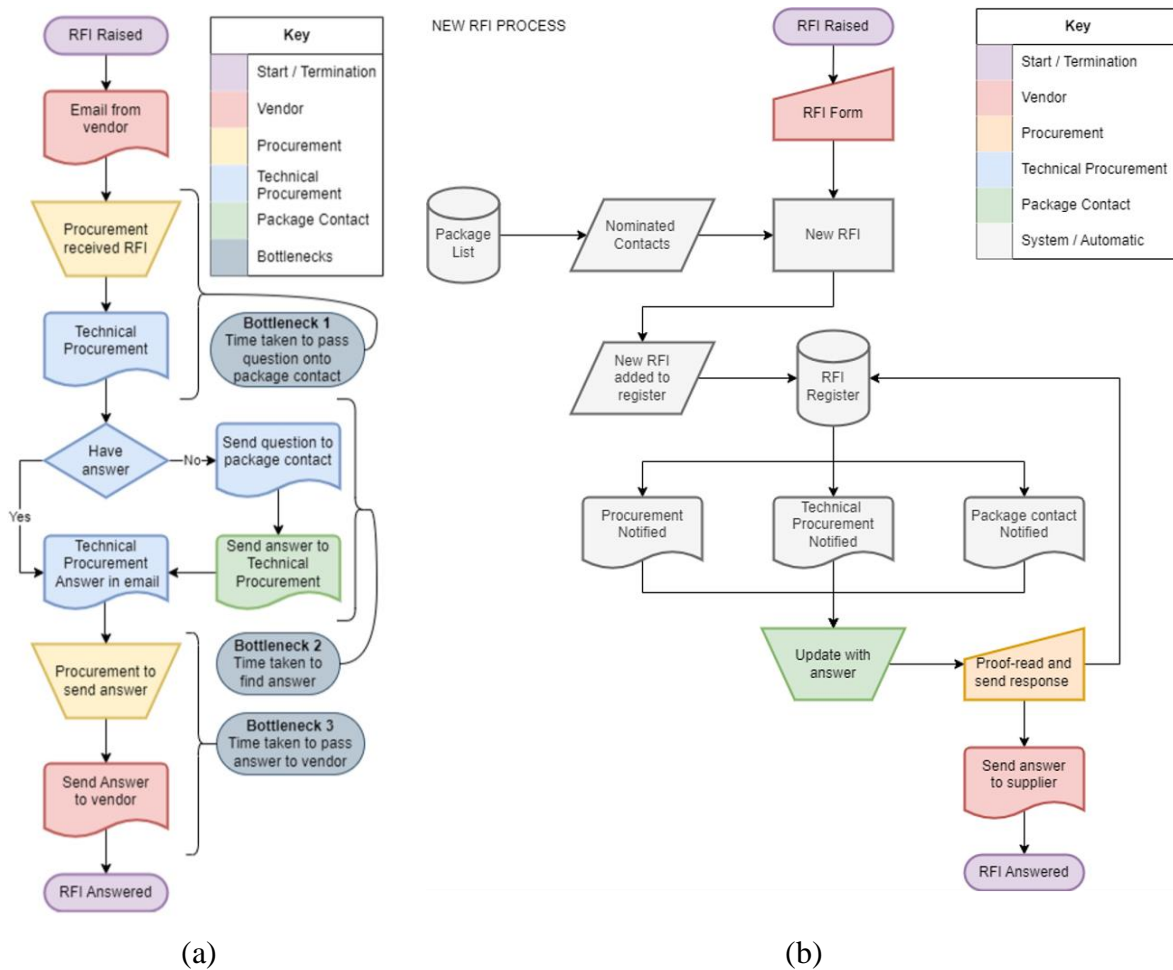 RFI Raised
Key
Start / Termination
Vendor
Procurement
Technical
Procurement
Package Contact
Bottlenecks
Email from
vendor
Procurement
received RFI
Technical
Procurement
Bottleneck 1
Time taken to pass
question onto
package contact
Have
answer
No
Send question to
package contact
Yes
Technical
Procurement
Answer in email
Send answer to
Technical
Procurement
Bottleneck 2
Time taken to
find answer
Procurement to
send answer
Bottleneck 3
Time taken to pass
answer to vendor
Send Answer
to vendor
RFI Answered
(a)
NEW RFI PROCESS
RFI Raised
Key
Start / Termination
Vendor
Procurement
Technical Procurement
Package Contact
System / Automatic
RFI Form
Package
List
Nominated
Contacts
New RFI
New RFI
added to
register
RFI
Register
Procurement
Notified
Technical
Procurement
Notified
Package contact
Notified
Update with
answer
Proof-read and
send response
Send answer
to supplier
RFI Answered
(b)